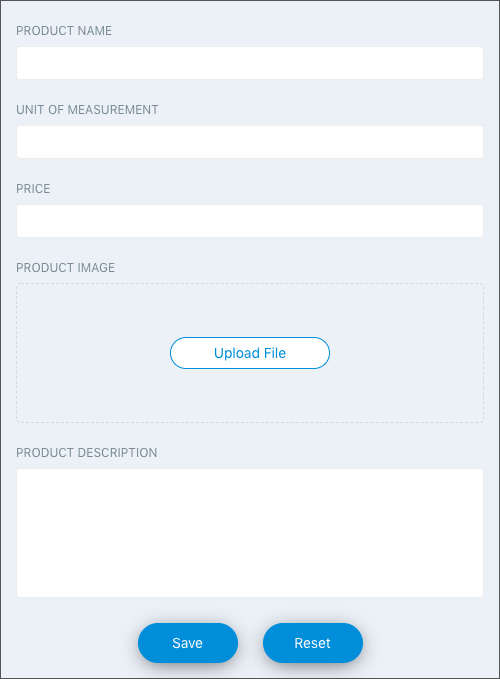 PRODUCT NAME
UNIT OF MEASUREMENT
PRICE
PRODUCT IMAGE
Upload File
PRODUCT DESCRIPTION
Save Reset